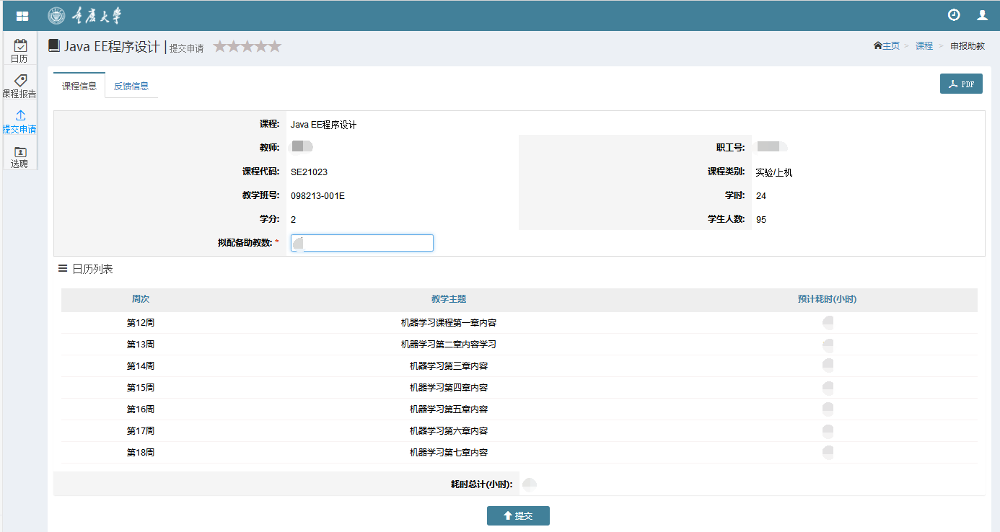 重庆大学
Java EE程序设计 | 提交申请
主页 > 课程 > 申报助教
日历
课程报告
提交申请
选聘
课程信息 反馈信息
PDF
课程: Java EE程序设计
教师: 职工号:
课程代码: SE21023 课程类别: 实验/上机
教学班号: 098213-001E 学时: 24
学分: 2 学生人数: 95
拟配备助教数: *
日历列表
周次 教学主题 预计耗时(小时)
第12周 机器学习课程第一章内容
第13周 机器学习第二章内容学习
第14周 机器学习第三章内容
第15周 机器学习第四章内容
第16周 机器学习第五章内容
第17周 机器学习第六章内容
第18周 机器学习第七章内容
耗时总计(小时):
提交